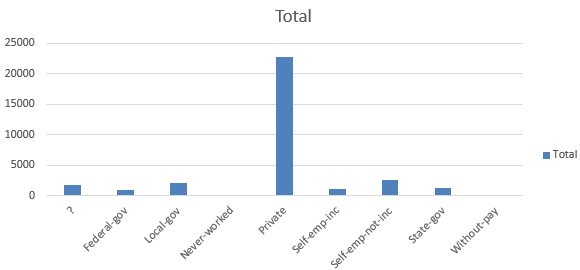 Total
25000
20000
15000
10000
5000
0
?
Federal-gov
Local-gov
Never-worked
Private
Self-emp-inc
Self-emp-not-inc
State-gov
Without-pay
Total